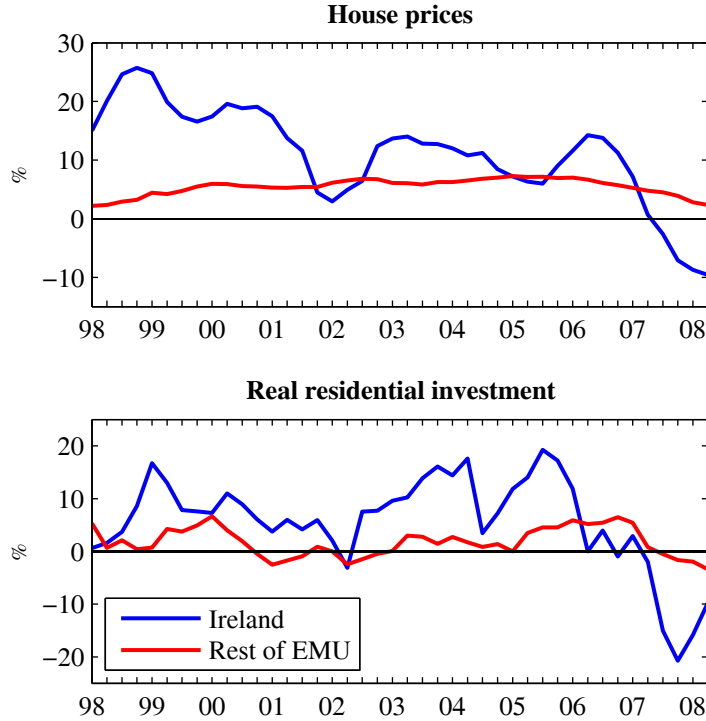 House prices
30
20
10
0
−10
%
98 99 00 01 02 03 04 05 06 07 08
Real residential investment
20
10
0
−10
−20
%
Ireland
Rest of EMU
98 99 00 01 02 03 04 05 06 07 08